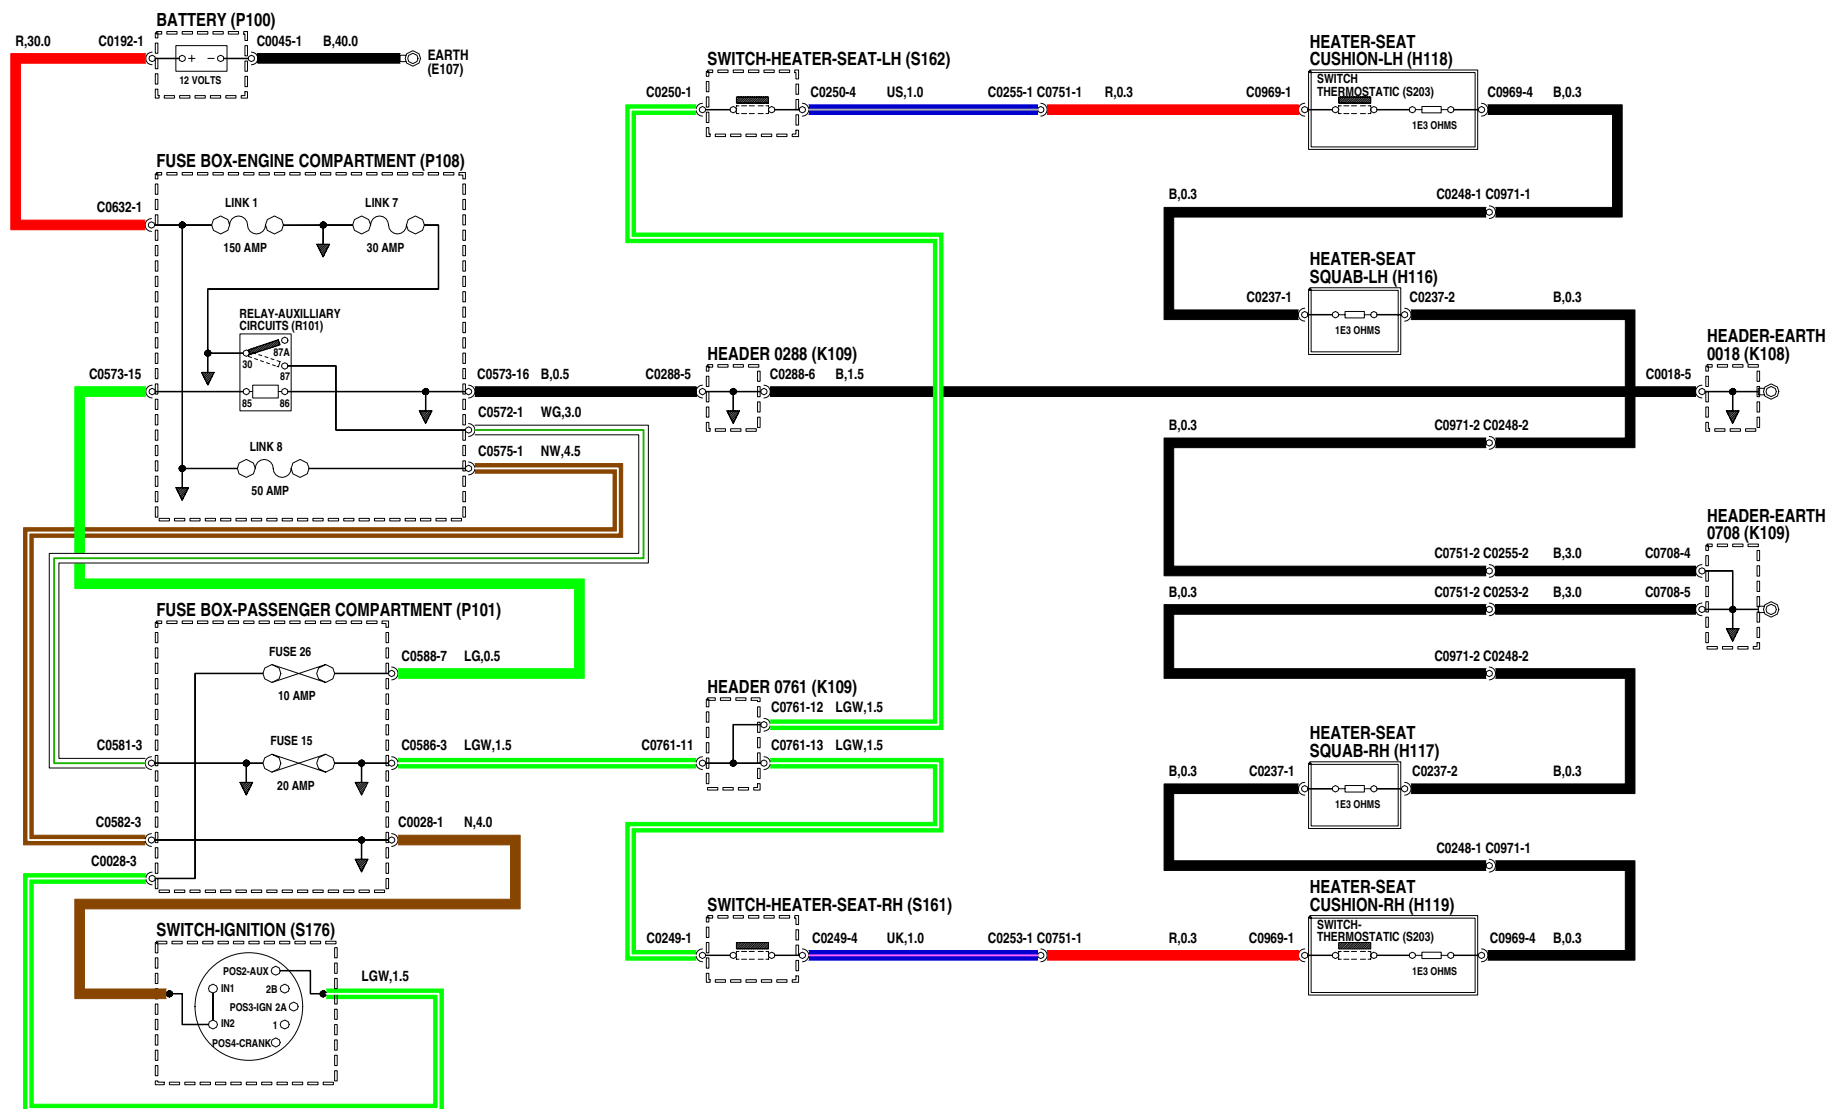 BATTERY (P100)
R,30.0
C0192-1
C0045-1
B,40.0
EARTH
(E107)
+ −
12 VOLTS
FUSE BOX-ENGINE COMPARTMENT (P108)
C0632-1
LINK 1
150 AMP
LINK 7
30 AMP
RELAY-AUXILLIARY
CIRCUITS (R101)
87A
30
87
85
86
C0573-15
C0573-16
B,0.5
C0572-1
WG,3.0
C0575-1
NW,4.5
LINK 8
50 AMP
FUSE BOX-PASSENGER COMPARTMENT (P101)
FUSE 26
10 AMP
C0588-7
LG,0.5
C0581-3
FUSE 15
20 AMP
C0586-3
LGW,1.5
C0582-3
C0028-1
N,4.0
C0028-3
SWITCH-IGNITION (S176)
POS2-AUX
IN1
2B
POS3-IGN 2A
IN2
1
POS4-CRANK
LGW,1.5
SWITCH-HEATER-SEAT-LH (S162)
C0250-1
C0250-4
US,1.0
C0255-1 C0751-1
R,0.3
C0969-1
HEATER-SEAT
CUSHION-LH (H118)
SWITCH
THERMOSTATIC (S203)
1E3 OHMS
C0969-4
B,0.3
B,0.3
C0248-1 C0971-1
HEATER-SEAT
SQUAB-LH (H116)
C0237-1
1E3 OHMS
C0237-2
B,0.3
HEADER 0288 (K109)
C0288-5
C0288-6
B,1.5
HEADER-EARTH
0018 (K108)
C0018-5
B,0.3
C0971-2 C0248-2
HEADER-EARTH
0708 (K109)
C0751-2 C0255-2
B,3.0
C0708-4
B,0.3
C0751-2 C0253-2
B,3.0
C0708-5
C0971-2 C0248-2
HEADER 0761 (K109)
C0761-12
LGW,1.5
C0761-11
C0761-13
LGW,1.5
HEATER-SEAT
SQUAB-RH (H117)
B,0.3
C0237-1
C0237-2
B,0.3
1E3 OHMS
C0248-1 C0971-1
SWITCH-HEATER-SEAT-RH (S161)
C0249-1
C0249-4
UK,1.0
C0253-1 C0751-1
R,0.3
C0969-1
HEATER-SEAT
CUSHION-RH (H119)
SWITCH-
THERMOSTATIC (S203)
1E3 OHMS
C0969-4
B,0.3